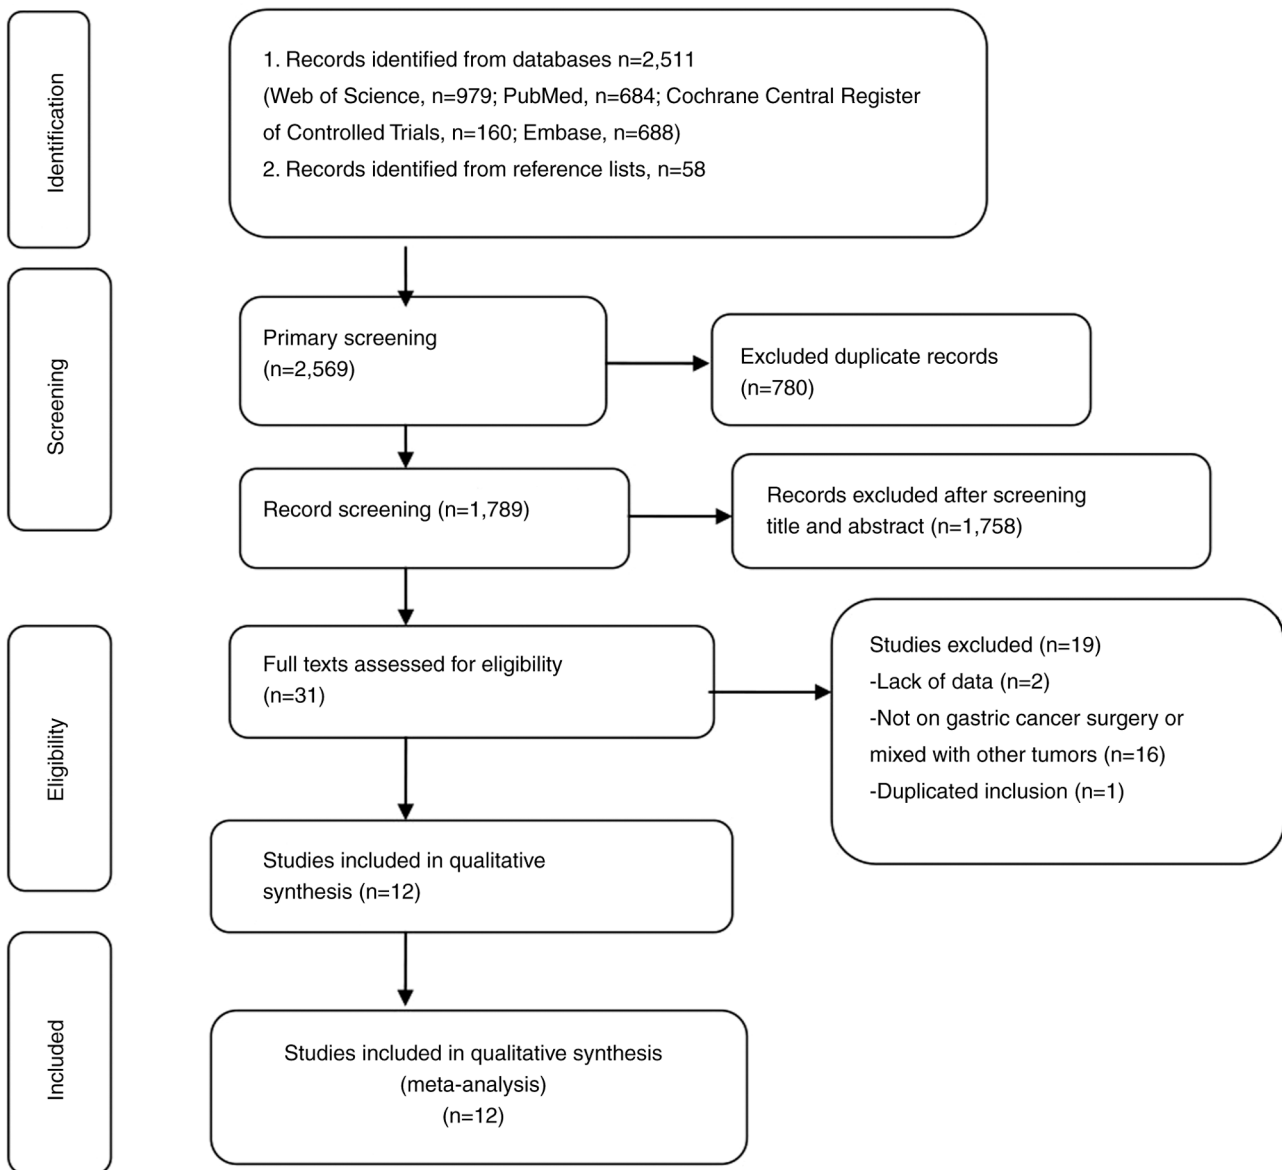 Identification
1. Records identified from databases n=2,511
(Web of Science, n=979; PubMed, n=684; Cochrane Central Register
of Controlled Trials, n=160; Embase, n=688)
2. Records identified from reference lists, n=58
Screening
Primary screening
(n=2,569)
Excluded duplicate records
(n=780)
Record screening (n=1,789)
Records excluded after screening
title and abstract (n=1,758)
Eligibility
Full texts assessed for eligibility
(n=31)
Studies excluded (n=19)
-Lack of data (n=2)
-Not on gastric cancer surgery or
mixed with other tumors (n=16)
-Duplicated inclusion (n=1)
Studies included in qualitative
synthesis (n=12)
Included
Studies included in qualitative synthesis
(meta-analysis)
(n=12)